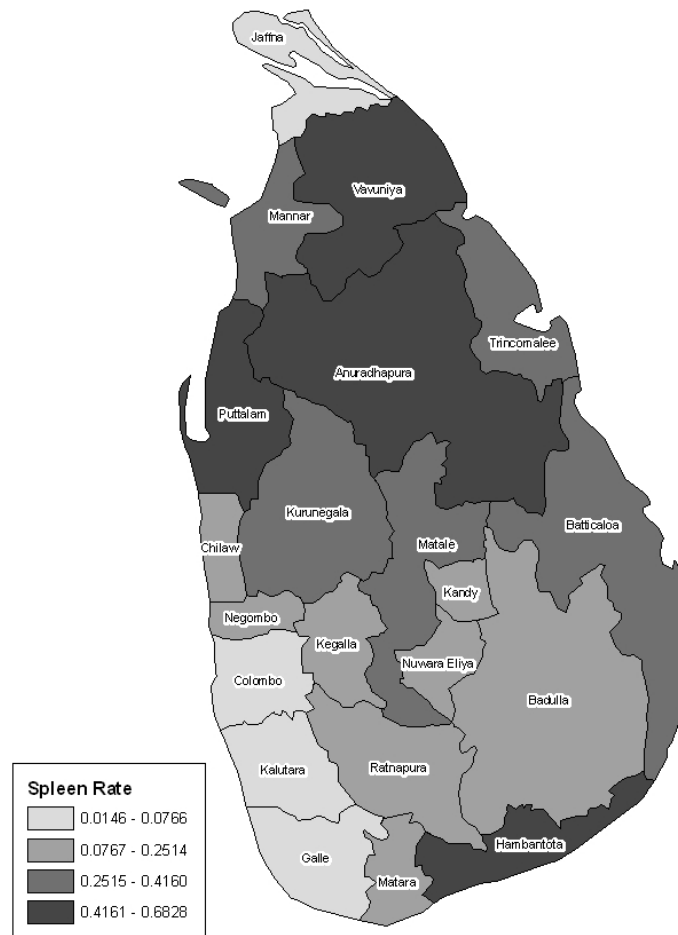 Jaffna
Vavuniya
Mannar
Trincomalee
Anuradhapura
Puttalam
Kurunegala
Batticaloa
Chilaw
Matale
Kandy
Negombo
Kegalla
Nuwara Eliya
Colombo
Badulla
Kalutara
Ratnapura
Spleen Rate
0.0146 - 0.0766
0.0767 - 0.2514
0.2515 - 0.4160
0.4161 - 0.6828
Galle
Hambantota
Matara